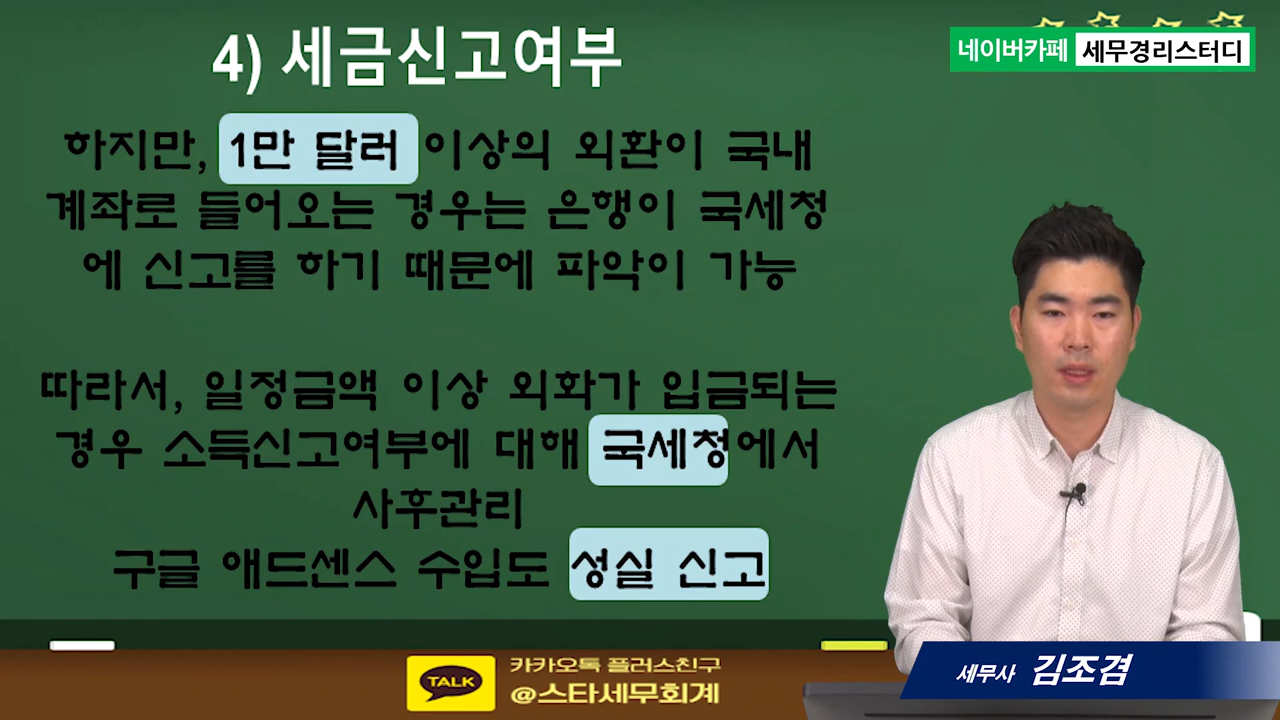 4) 세금신고여부
네이버카페 세무경리스터디
하지만, 1만 달러 이상의 외환이 국내
계좌로 들어오는 경우는 은행이 국세청
에 신고를 하기 때문에 파악이 가능
따라서, 일정금액 이상 외화가 입금되는
경우 소득신고여부에 대해 국세청에서
사후관리
구글 애드센스 수입도 성실 신고
TALK
카카오톡 플러스친구
@스타세무회계
세무사 김조겸